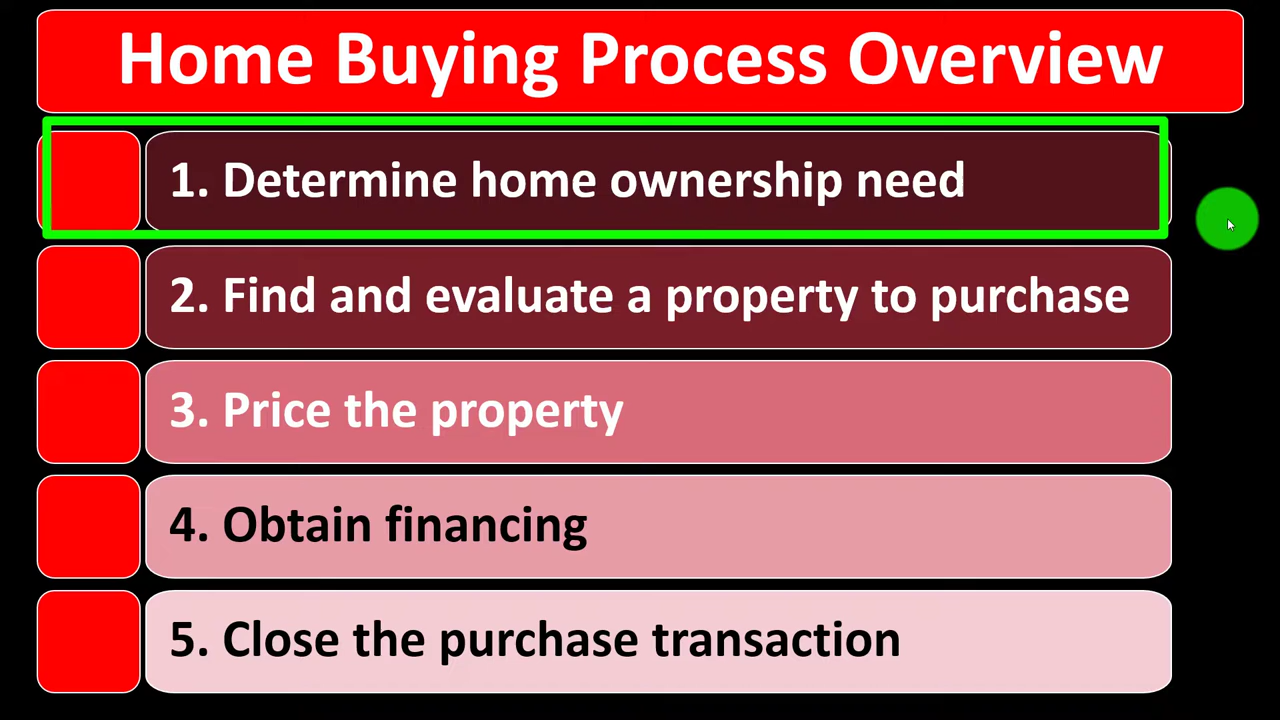 Home Buying Process Overview
1. Determine home ownership need
2. Find and evaluate a property to purchase
3. Price the property
4. Obtain financing
5. Close the purchase transaction